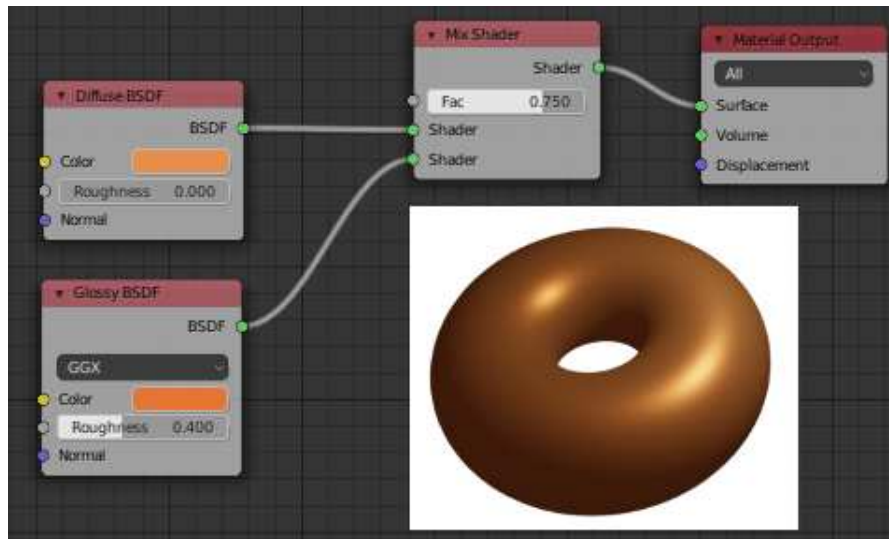 Diffuse BSDF
BSDF
Color
Roughness 0.000
Normal
Glossy BSDF
BSDF
GGX
Color
Roughness 0.400
Normal
Mix Shader
Shader
Fac 0.750
Shader
Shader
Material Output
All
Surface
Volume
Displacement